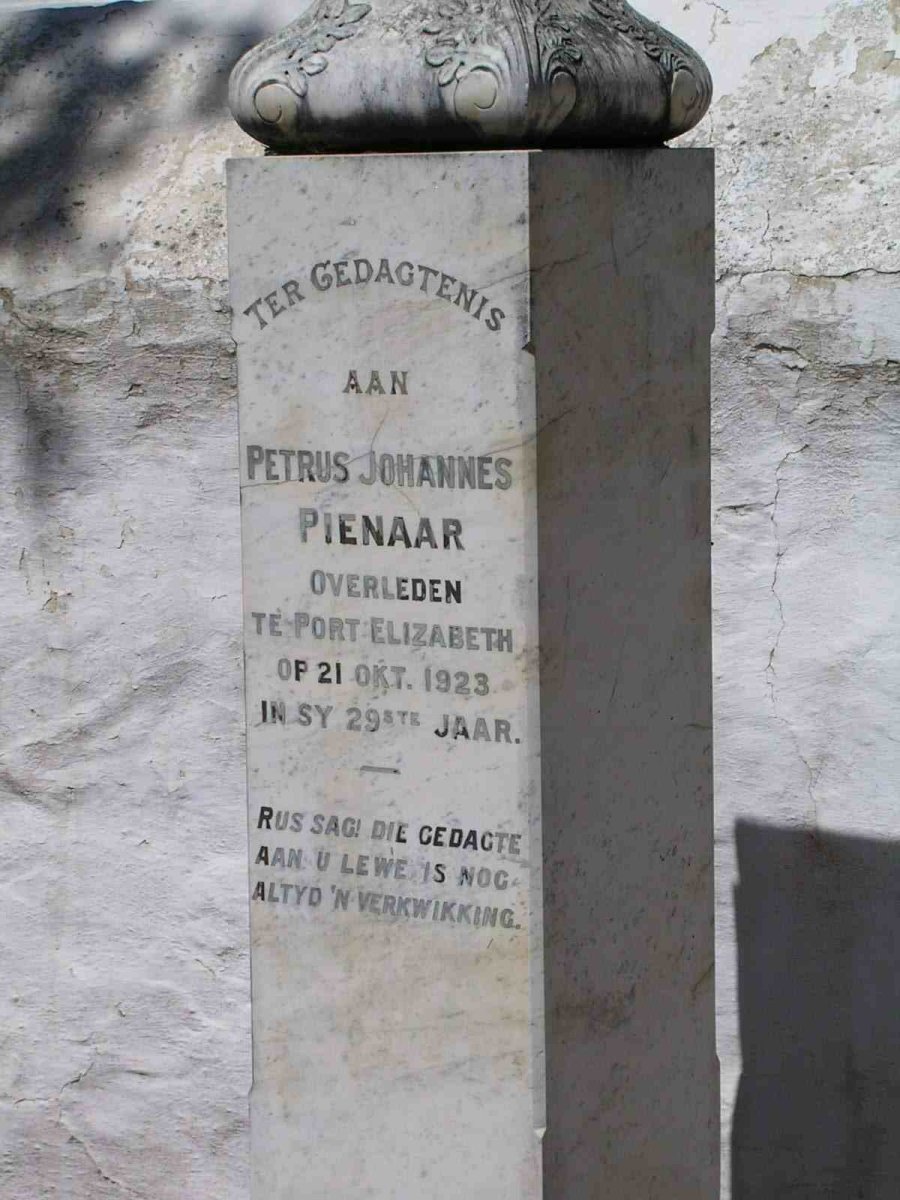 TER GEDAGTENIS
AAN
PETRUS JOHANNES
PIENAAR
OVERLEDEN
TE PORT ELIZABETH
OP 21 OKT. 1923
IN SY 29STE JAAR.
RUS SAG! DIE GEDAGTE
AAN U LEWE IS NOG
ALTYD 'N VERKWIKKING.